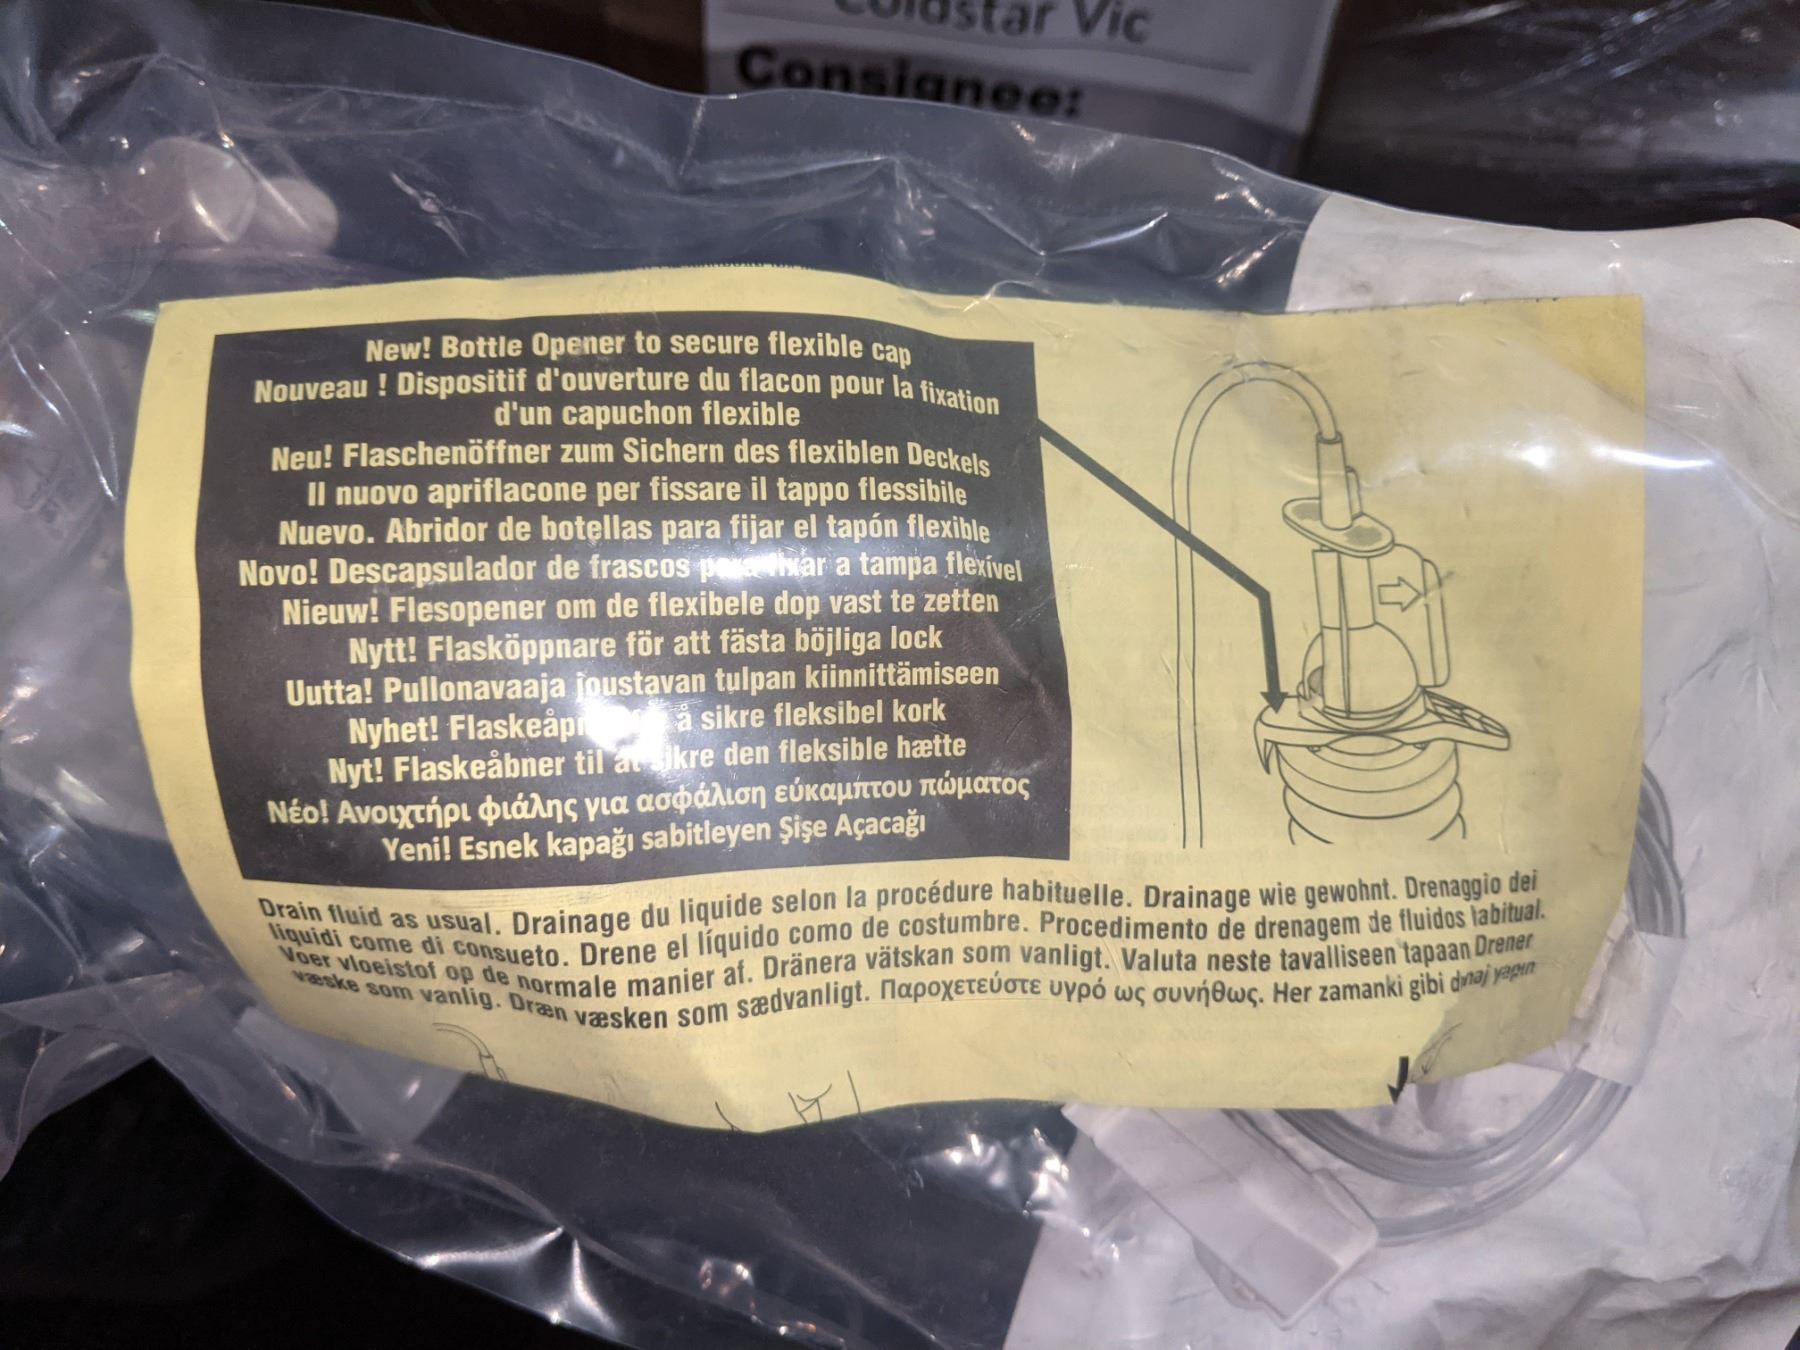 Coldstar Vic
Consignee:
New! Bottle Opener to secure flexible cap
Nouveau ! Dispositif d'ouverture du flacon pour la fixation
d'un capuchon flexible
Neu! Flaschenöffner zum Sichern des flexiblen Deckels
Il nuovo apriflacone per fissare il tappo flessibile
Nuevo. Abridor de botellas para fijar el tapón flexible
Novo! Descapsulador de frascos para fixar a tampa flexível
Nieuw! Flesopener om de flexibele dop vast te zetten
Nytt! Flasköppnare för att fästa böjliga lock
Uutta! Pullonavaaja joustavan tulpan kiinnittämiseen
Nyhet! å sikre fleksibel kork
Nyt! Flaskeåbner til at sikre den fleksible hætte
Νέο! Ανοιχτήρι φιάλης για ασφάλιση εύκαμπτου πώματος
Yeni! Esnek kapağı sabitleyen Şişe Açacağı
Drain fluid as usual. Drainage du liquide selon la procédure habituelle. Drainage wie gewohnt. Drenaggio dei
liquidi come di consueto. Drene el líquido como de costumbre. Procedimento de drenagem de fluidos habitual.
Voer vloeistof op de normale manier af. Dränera vätskan som vanligt. Valuta neste tavalliseen tapaan Drener
væske som vanlig. Dræn væsken som sædvanligt. Παροχετεύστε υγρό ως συνήθως. Her zamanki gibi drnaj yapın